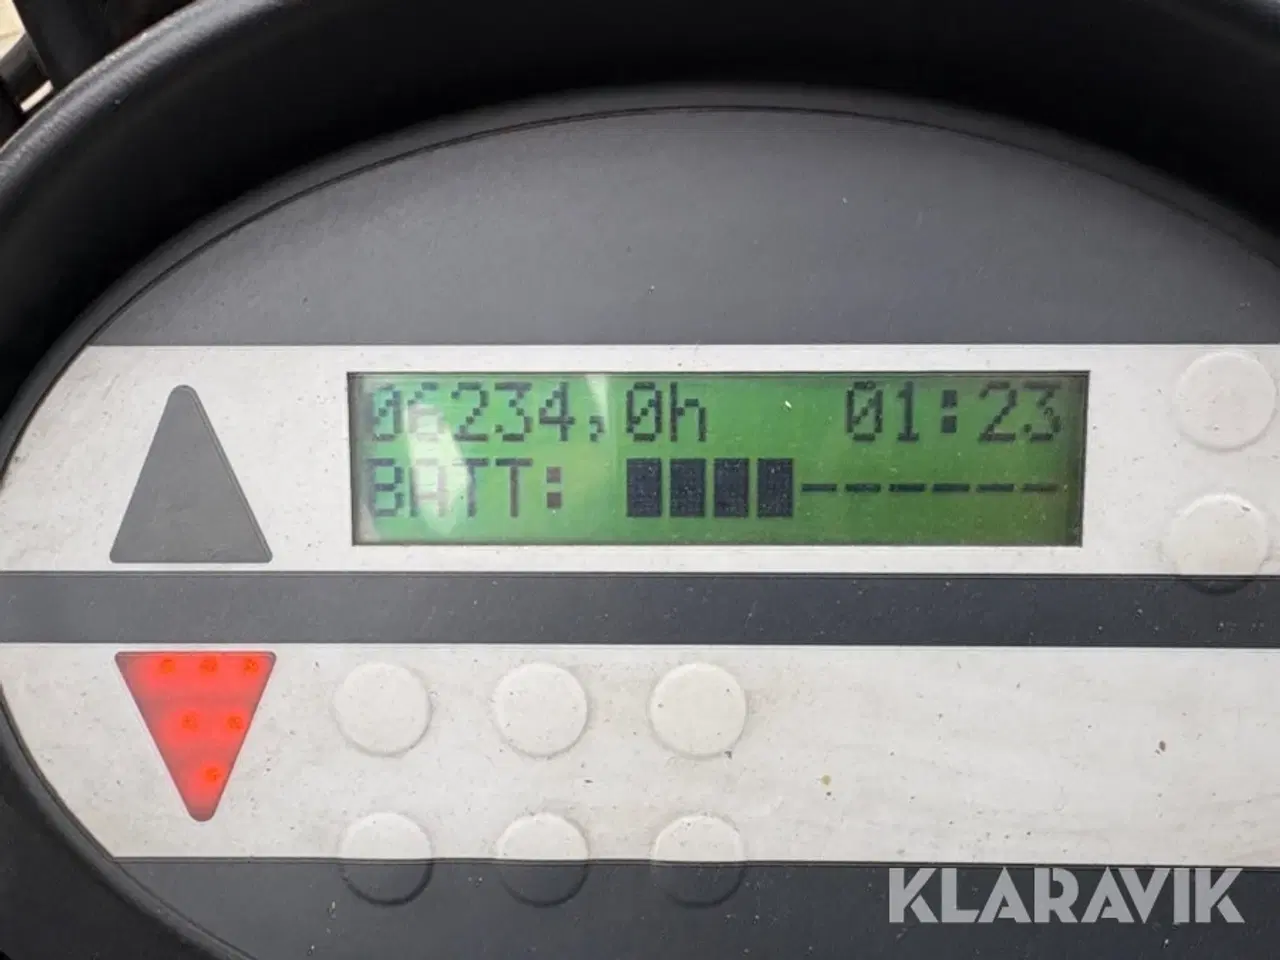 06234,0h 01:23
BATT: ■■■■------
KLARAVIK